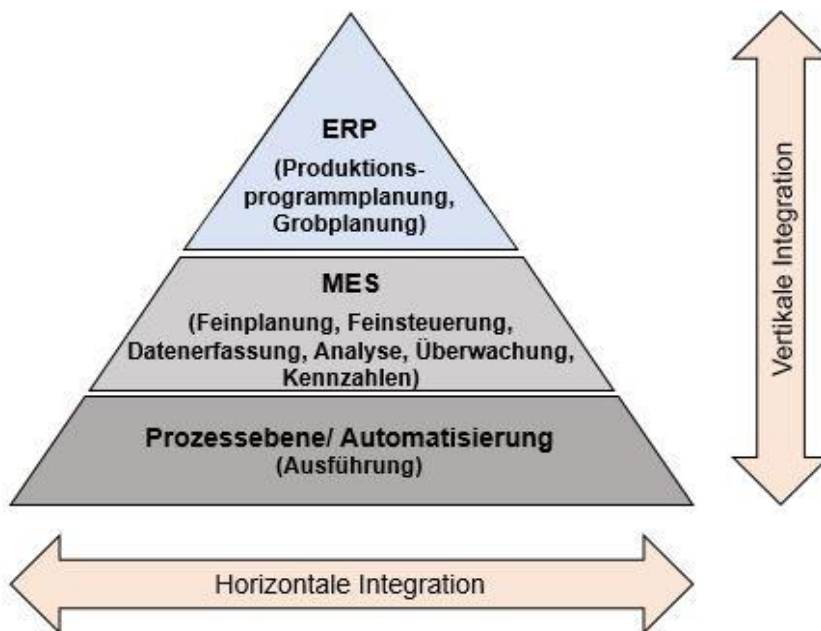 ERP
(Produktions-
programmplanung,
Grobplanung)
MES
(Feinplanung, Feinsteuerung,
Datenerfassung, Analyse, Überwachung,
Kennzahlen)
Prozessebene/ Automatisierung
(Ausführung)
Vertikale Integration
Horizontale Integration